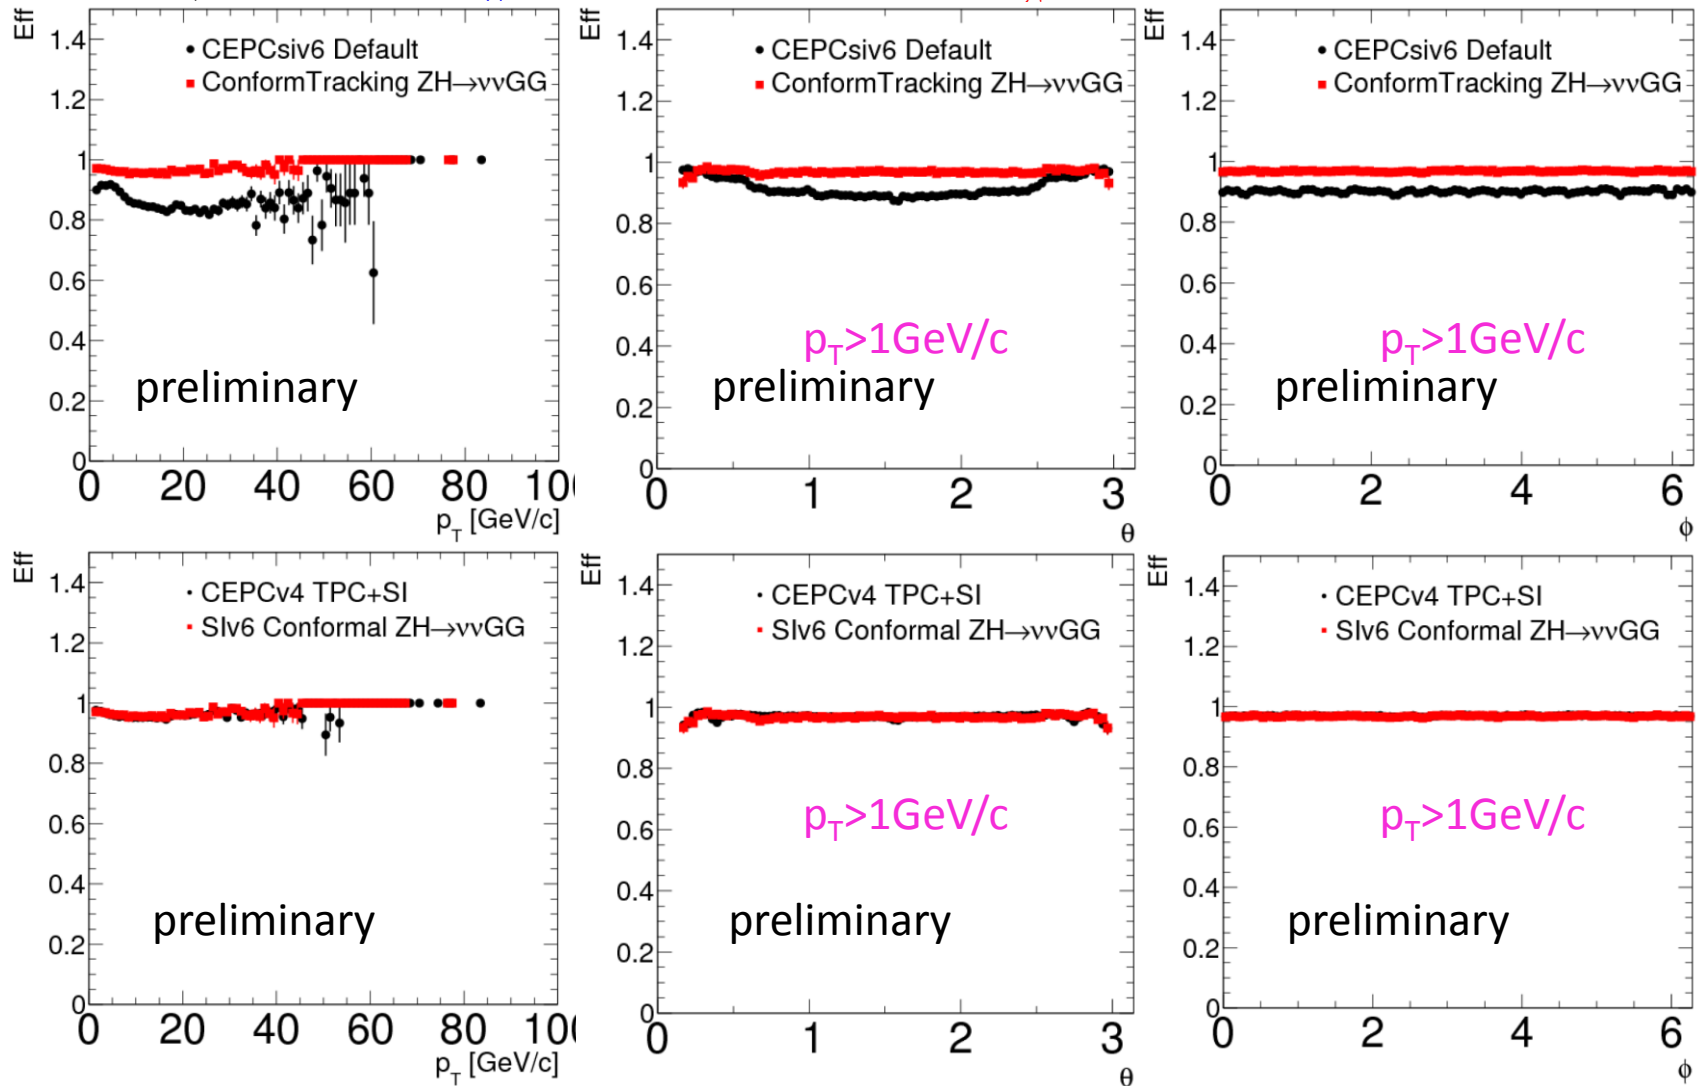 Eff
1.4
1.2
1
0.8
0.6
0.4
0.2
0
• CEPCsiv6 Default
▪ ConformTracking ZH→ννGG
preliminary
0 20 40 60 80
p_T [GeV/c]
Eff
1.4
1.2
1
0.8
0.6
0.4
0.2
0
• CEPCsiv6 Default
▪ ConformTracking ZH→ννGG
p_T>1GeV/c
preliminary
0 1 2 3
θ
Eff
1.4
1.2
1
0.8
0.6
0.4
0.2
0
• CEPCsiv6 Default
▪ ConformTracking ZH→ννGG
p_T>1GeV/c
preliminary
0 2 4 6
ϕ
Eff
1.4
1.2
1
0.8
0.6
0.4
0.2
0
• CEPCv4 TPC+SI
▪ SIv6 Conformal ZH→ννGG
preliminary
0 20 40 60 80
p_T [GeV/c]
Eff
1.4
1.2
1
0.8
0.6
0.4
0.2
0
• CEPCv4 TPC+SI
▪ SIv6 Conformal ZH→ννGG
p_T>1GeV/c
preliminary
0 1 2 3
θ
Eff
1.4
1.2
1
0.8
0.6
0.4
0.2
0
• CEPCv4 TPC+SI
▪ SIv6 Conformal ZH→ννGG
p_T>1GeV/c
preliminary
0 2 4 6
ϕ